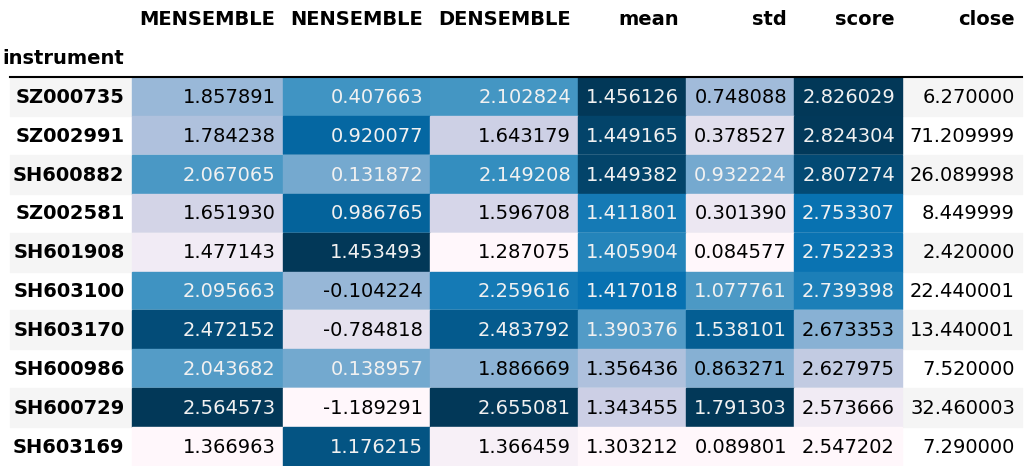 MENSEMBLE NENSEMBLE DENSEMBLE mean std score close
instrument
SZ000735 1.857891 0.407663 2.102824 1.456126 0.748088 2.826029 6.270000
SZ002991 1.784238 0.920077 1.643179 1.449165 0.378527 2.824304 71.209999
SH600882 2.067065 0.131872 2.149208 1.449382 0.932224 2.807274 26.089998
SZ002581 1.651930 0.986765 1.596708 1.411801 0.301390 2.753307 8.449999
SH601908 1.477143 1.453493 1.287075 1.405904 0.084577 2.752233 2.420000
SH603100 2.095663 -0.104224 2.259616 1.417018 1.077761 2.739398 22.440001
SH603170 2.472152 -0.784818 2.483792 1.390376 1.538101 2.673353 13.440001
SH600986 2.043682 0.138957 1.886669 1.356436 0.863271 2.627975 7.520000
SH600729 2.564573 -1.189291 2.655081 1.343455 1.791303 2.573666 32.460003
SH603169 1.366963 1.176215 1.366459 1.303212 0.089801 2.547202 7.290000